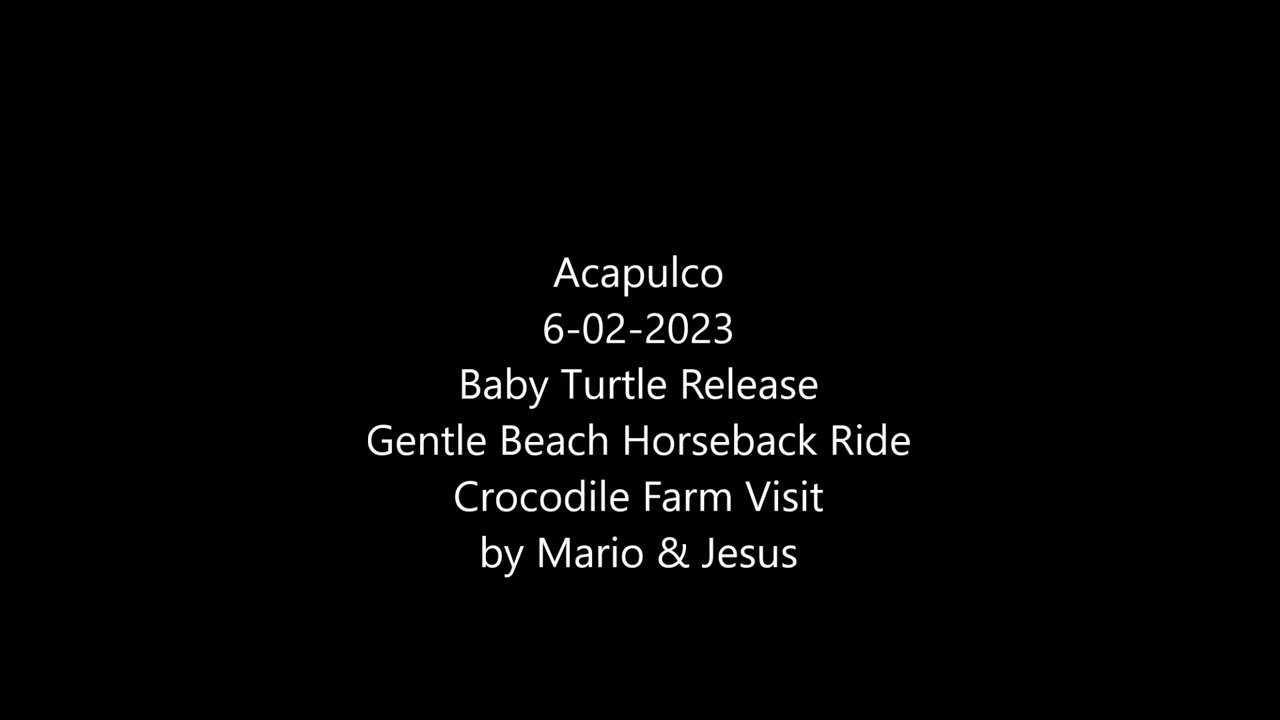 Acapulco
6-02-2023
Baby Turtle Release
Gentle Beach Horseback Ride
Crocodile Farm Visit
by Mario & Jesus